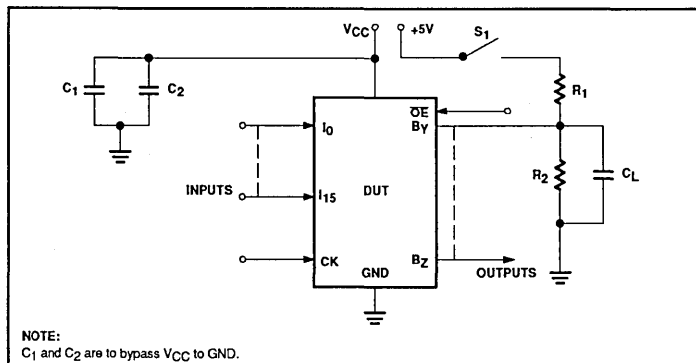 VCC
+5V
S1
C1
C2
R1
OE
I0
BY
INPUTS
DUT
R2
CL
I15
CK
BZ
GND
OUTPUTS
NOTE:
C1 and C2 are to bypass VCC to GND.